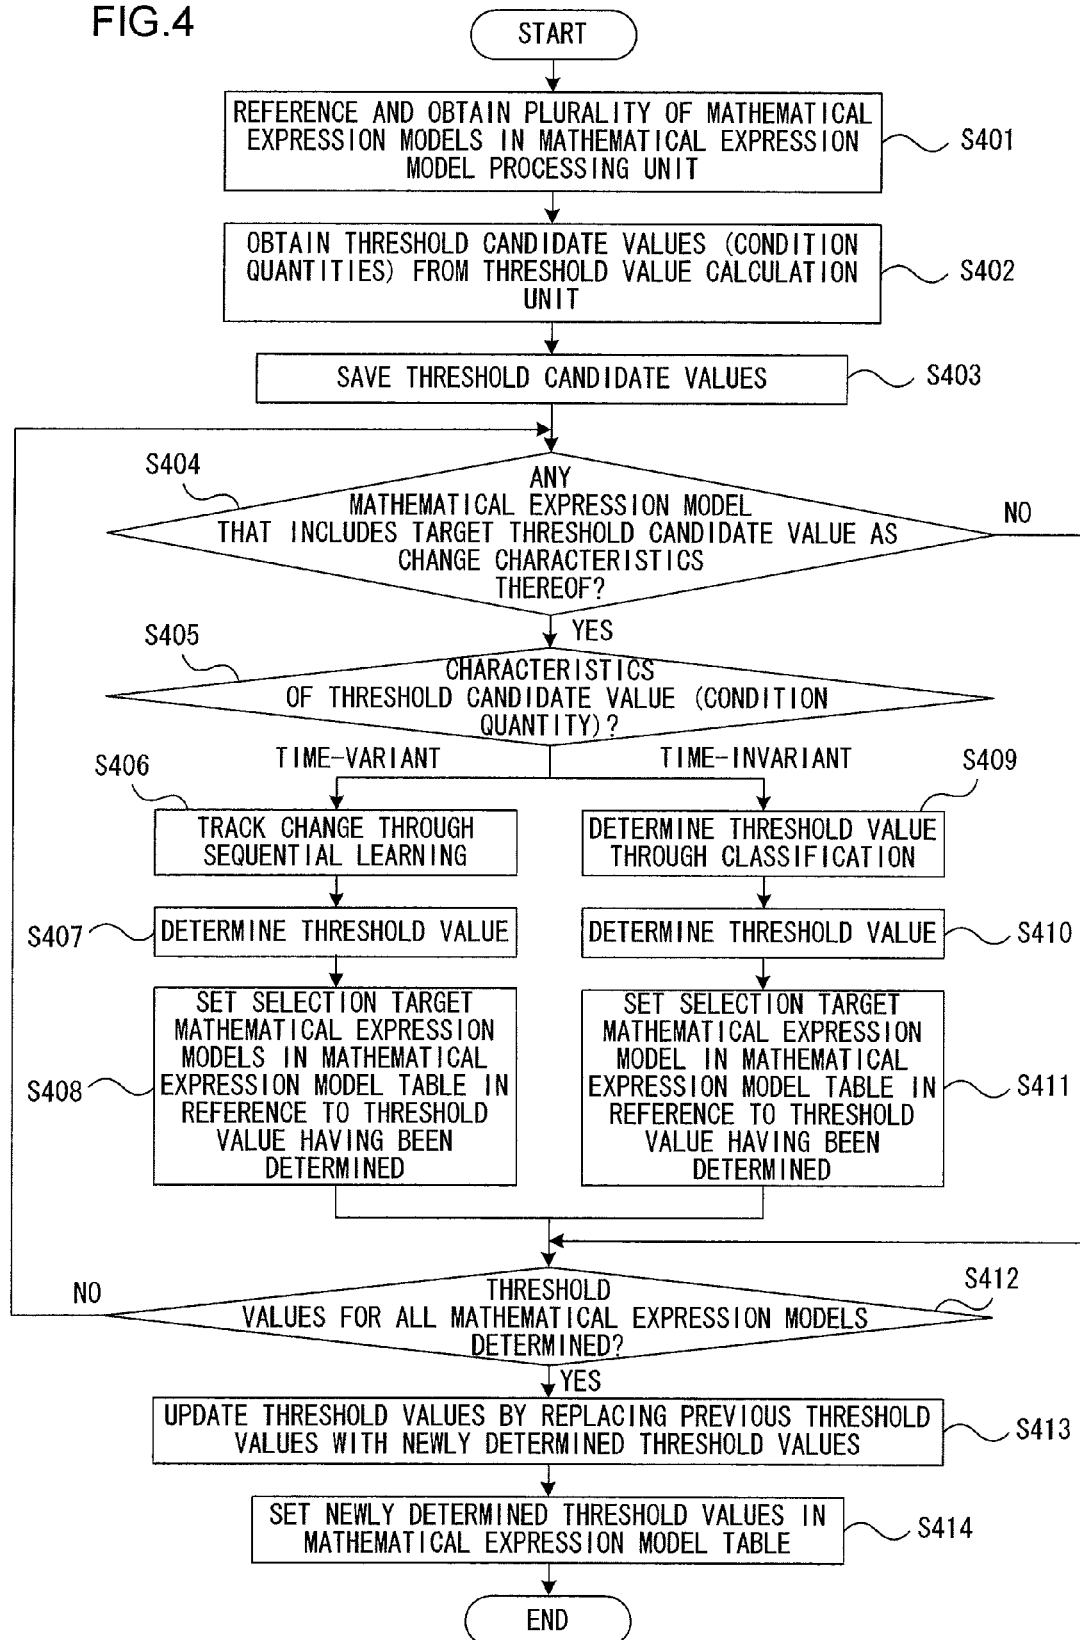 FIG.4
START
REFERENCE AND OBTAIN PLURALITY OF MATHEMATICAL
EXPRESSION MODELS IN MATHEMATICAL EXPRESSION
MODEL PROCESSING UNIT
S401
OBTAIN THRESHOLD CANDIDATE VALUES (CONDITION
QUANTITIES) FROM THRESHOLD VALUE CALCULATION
UNIT
S402
SAVE THRESHOLD CANDIDATE VALUES
S403
S404
ANY
MATHEMATICAL EXPRESSION MODEL
THAT INCLUDES TARGET THRESHOLD CANDIDATE VALUE AS
CHANGE CHARACTERISTICS
THEREOF?
NO
YES
S405
CHARACTERISTICS
OF THRESHOLD CANDIDATE VALUE (CONDITION
QUANTITY)?
TIME-VARIANT
TIME-INVARIANT
S406
TRACK CHANGE THROUGH
SEQUENTIAL LEARNING
S409
DETERMINE THRESHOLD VALUE
THROUGH CLASSIFICATION
S407
DETERMINE THRESHOLD VALUE
DETERMINE THRESHOLD VALUE
S410
S408
SET SELECTION TARGET
MATHEMATICAL EXPRESSION
MODELS IN MATHEMATICAL
EXPRESSION MODEL TABLE IN
REFERENCE TO THRESHOLD
VALUE HAVING BEEN
DETERMINED
SET SELECTION TARGET
MATHEMATICAL EXPRESSION
MODEL IN MATHEMATICAL
EXPRESSION MODEL TABLE IN
REFERENCE TO THRESHOLD
VALUE HAVING BEEN
DETERMINED
S411
NO
THRESHOLD
VALUES FOR ALL MATHEMATICAL EXPRESSION MODELS
DETERMINED?
S412
YES
UPDATE THRESHOLD VALUES BY REPLACING PREVIOUS THRESHOLD
VALUES WITH NEWLY DETERMINED THRESHOLD VALUES
S413
SET NEWLY DETERMINED THRESHOLD VALUES IN
MATHEMATICAL EXPRESSION MODEL TABLE
S414
END